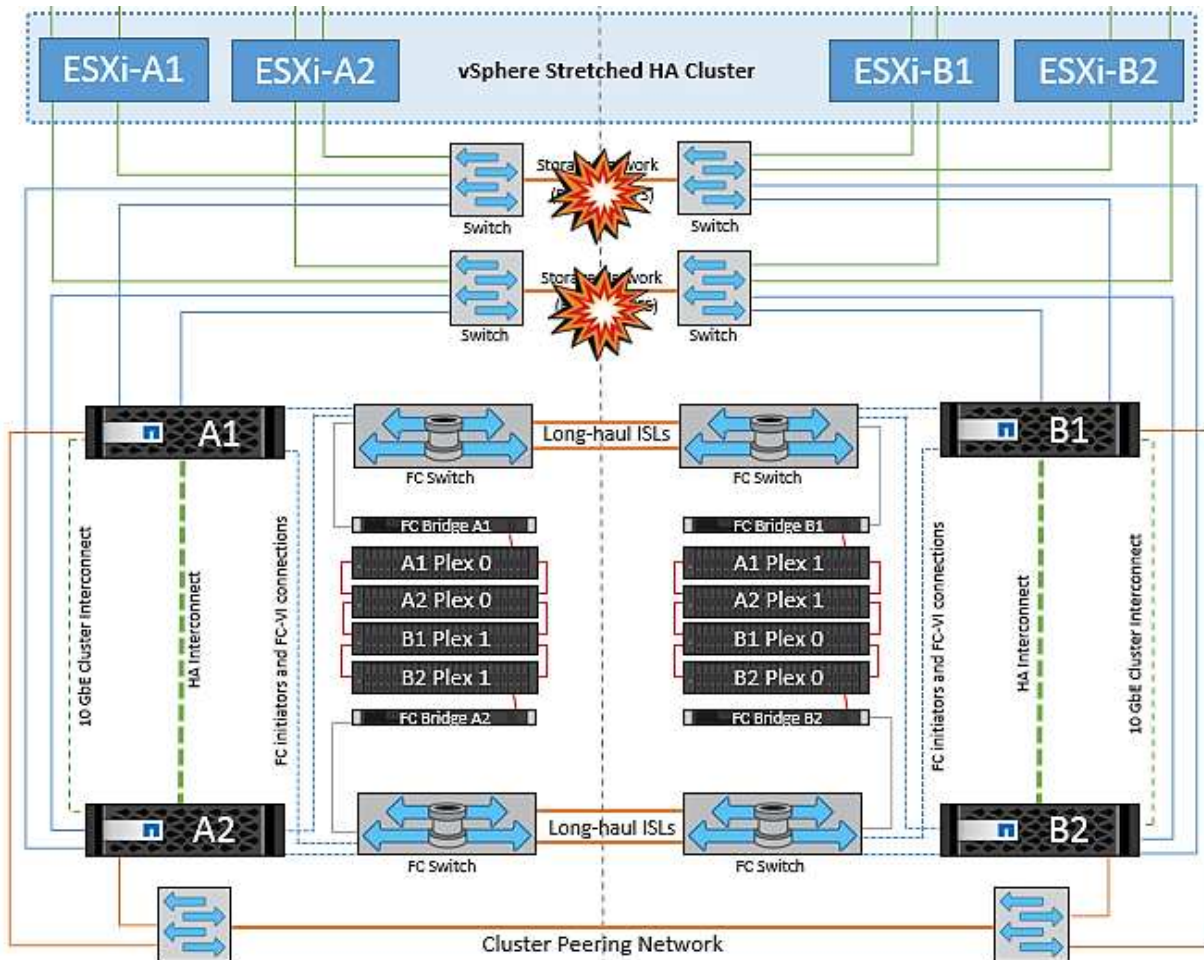 ESXi-A1
ESXi-A2
vSphere Stretched HA Cluster
ESXi-B1
ESXi-B2
Switch
Switch
Switch
Switch
A1
Long-haul ISLs
B1
FC Switch
FC Switch
FC Bridge A1
FC Bridge B1
A1 Plex 0
A1 Plex 1
A2 Plex 0
A2 Plex 1
B1 Plex 1
B1 Plex 0
B2 Plex 1
B2 Plex 0
FC Bridge A2
FC Bridge B2
10 GbE Cluster Interconnect
HA Interconnect
FC initiators and FC-VI connections
FC initiators and FC-VI connections
HA Interconnect
10 GbE Cluster Interconnect
A2
Long-haul ISLs
B2
FC Switch
FC Switch
Cluster Peering Network